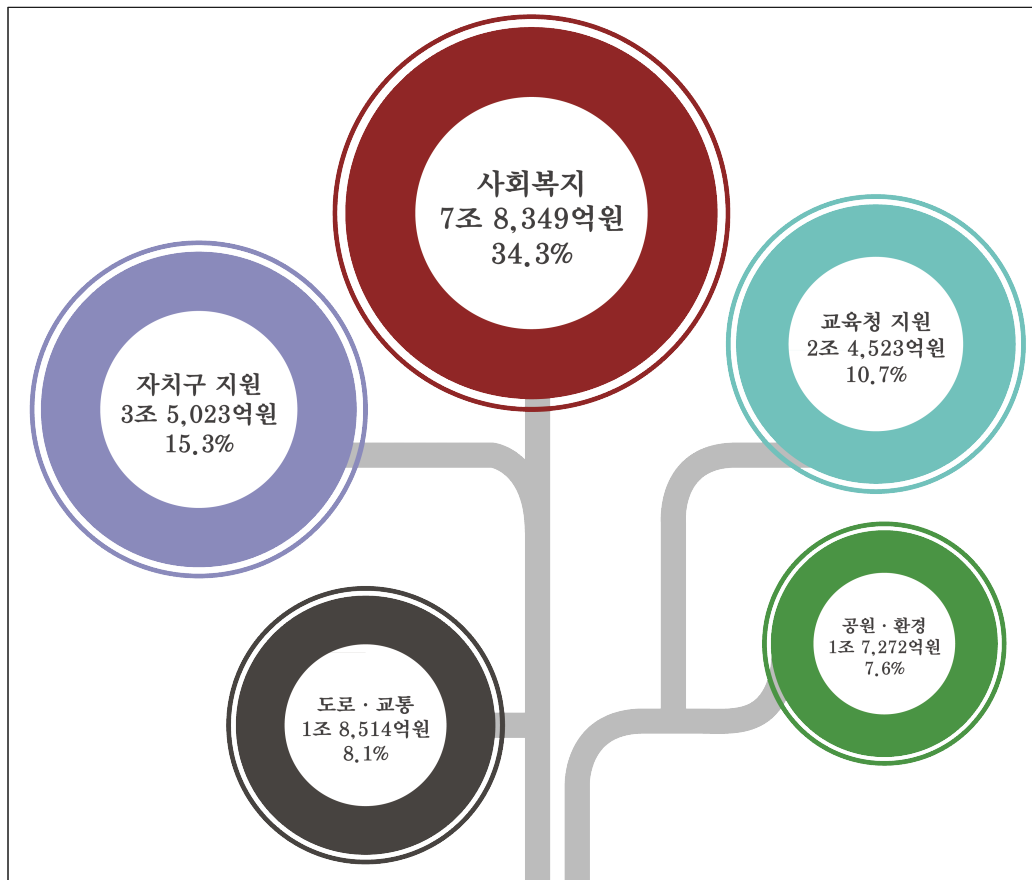 사회복지
7조 8,349억원
34.3%
교육청 지원
2조 4,523억원
10.7%
자치구 지원
3조 5,023억원
15.3%
공원 · 환경
1조 7,272억원
7.6%
도로 · 교통
1조 8,514억원
8.1%